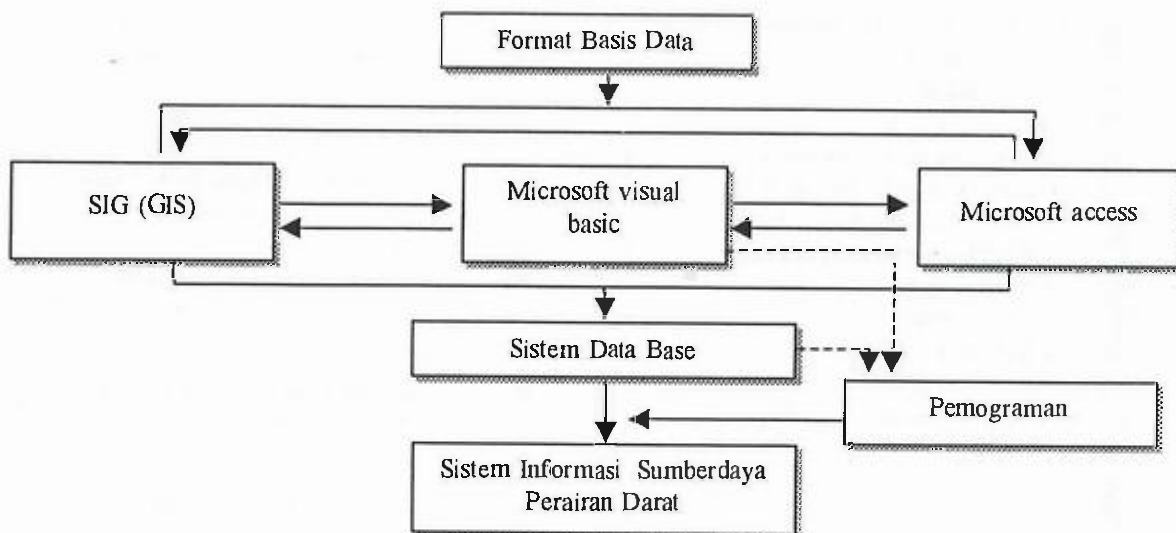 Format Basis Data
SIG (GIS)
Microsoft visual
basic
Microsoft access
Sistem Data Base
Pemograman
Sistem Informasi Sumberdaya
Perairan Darat